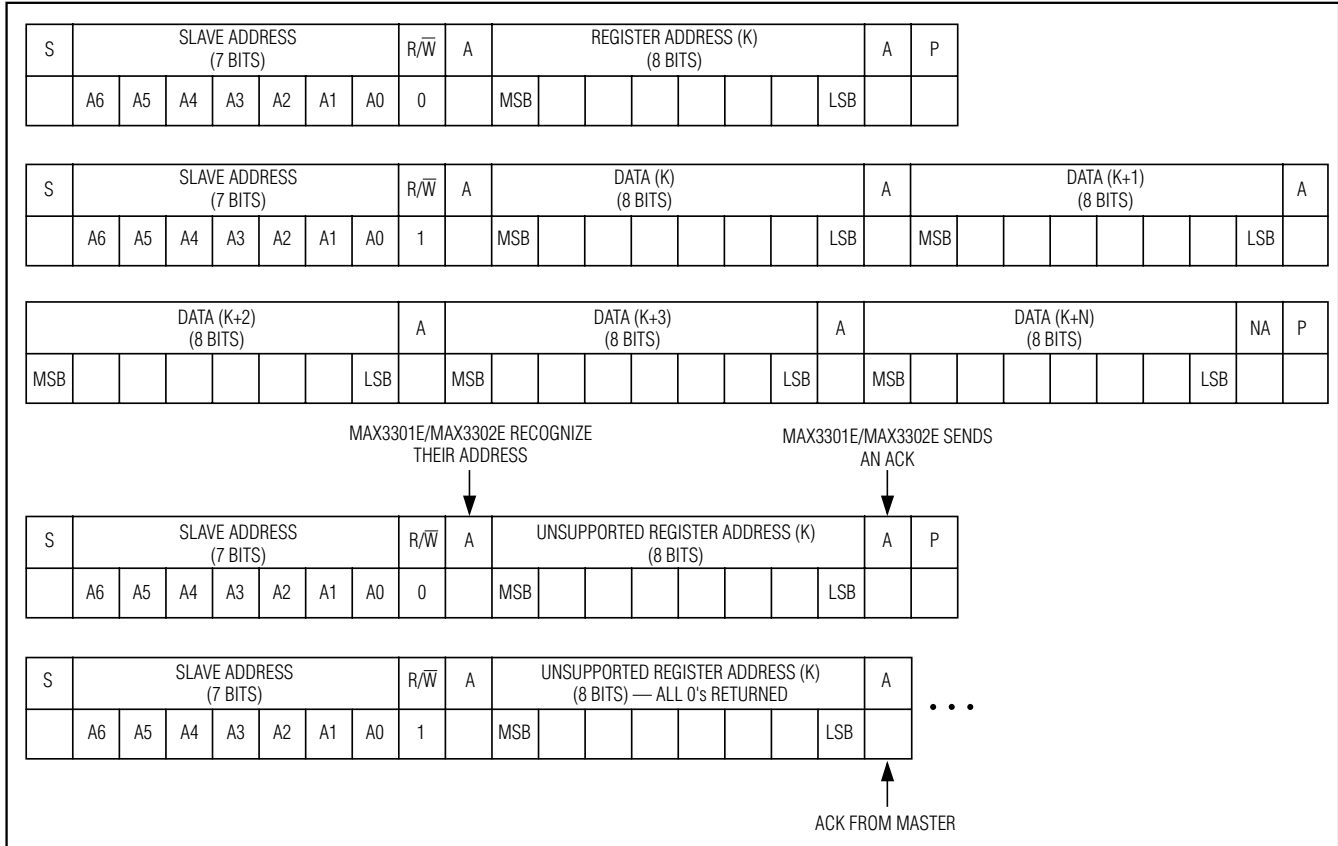 S SLAVE ADDRESS R/W̅ A REGISTER ADDRESS (K) A P
(7 BITS) (8 BITS)
A6 A5 A4 A3 A2 A1 A0 0 MSB LSB
S SLAVE ADDRESS R/W̅ A DATA (K) A DATA (K+1) A
(7 BITS) (8 BITS) (8 BITS)
A6 A5 A4 A3 A2 A1 A0 1 MSB LSB MSB LSB
DATA (K+2) A DATA (K+3) A DATA (K+N) NA P
(8 BITS) (8 BITS) (8 BITS)
MSB LSB MSB LSB MSB LSB
MAX3301E/MAX3302E RECOGNIZE
THEIR ADDRESS
MAX3301E/MAX3302E SENDS
AN ACK
S SLAVE ADDRESS R/W̅ A UNSUPPORTED REGISTER ADDRESS (K) A P
(7 BITS) (8 BITS)
A6 A5 A4 A3 A2 A1 A0 0 MSB LSB
S SLAVE ADDRESS R/W̅ A UNSUPPORTED REGISTER ADDRESS (K) A
(7 BITS) (8 BITS) — ALL 0's RETURNED
A6 A5 A4 A3 A2 A1 A0 1 MSB LSB
• • •
ACK FROM MASTER